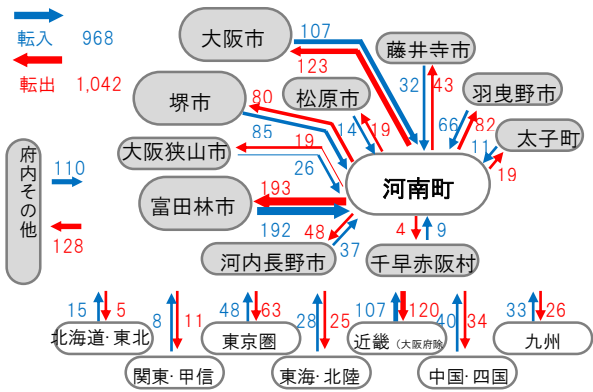 転入 968
転出 1,042
大阪市
107
123
藤井寺市
32 43
羽曳野市
66 82
松原市
14 19
堺市
80
85
太子町
11
19
大阪狭山市
19
26
河南町
富田林市
193
192
府内その他
110
128
河内長野市
48
37
千早赤阪村
4 9
北海道・東北
15 5
関東・甲信
8 11
東京圏
48 63
東海・北陸
28 25
近畿（大阪府除
107 120
中国・四国
40 34
九州
33 26